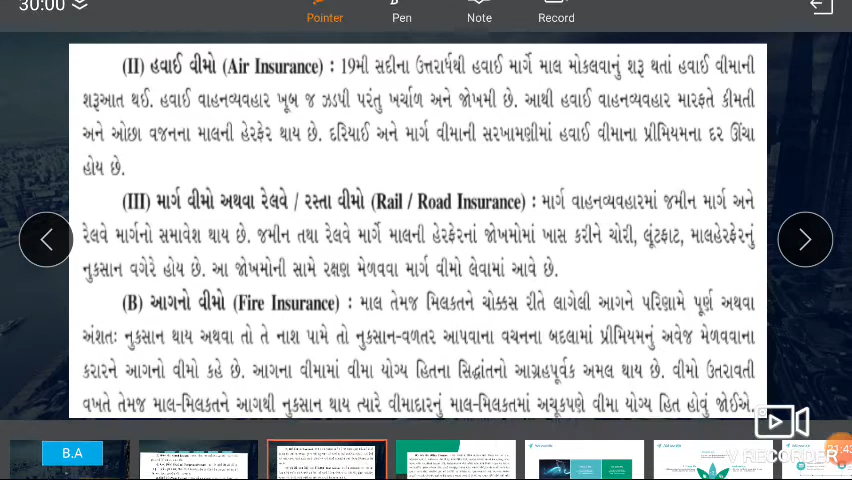 30:00
Pointer
Pen
Note
Record
(II) હવાઈ વીમો (Air Insurance) : 19મી સદીના ઉત્તરાર્ધથી હવાઈ માર્ગે માલ મોકલવાનું શરૂ થતાં હવાઈ વીમાની
શરૂઆત થઈ. હવાઈ વાહનવ્યવહાર ખૂબ જ ઝડપી પરંતુ ખર્ચાળ અને જોખમી છે. આથી હવાઈ વાહનવ્યવહાર મારફતે કીમતી
અને ઓછા વજનના માલની હેરફેર થાય છે. દરિયાઈ અને માર્ગ વીમાની સરખામણીમાં હવાઈ વીમાના પ્રીમિયમના દર ઊંચા
હોય છે.
(III) માર્ગ વીમો અથવા રેલવે / રસ્તા વીમો (Rail / Road Insurance) : માર્ગ વાહનવ્યવહારમાં જમીન માર્ગ અને
રેલવે માર્ગનો સમાવેશ થાય છે. જમીન તથા રેલવે માર્ગે માલની હેરફેરનાં જોખમોમાં ખાસ કરીને ચોરી, લૂંટફાટ, માલહેરફેરનું
નુકસાન વગેરે હોય છે. આ જોખમોની સામે રક્ષણ મેળવવા માર્ગ વીમો લેવામાં આવે છે.
(B) આગનો વીમો (Fire Insurance) : માલ તેમજ મિલકતને ચોક્કસ રીતે લાગેલી આગને પરિણામે પૂર્ણ અથવા
અંશતઃ નુકસાન થાય અથવા તો તે નાશ પામે તો નુકસાન-વળતર આપવાના વચનના બદલામાં પ્રીમિયમનું અવેજ મેળવવાના
કરારને આગનો વીમો કહે છે. આગના વીમામાં વીમા યોગ્ય હિતના સિદ્ધાંતનો આગ્રહપૂર્વક અમલ થાય છે. વીમો ઉતરાવતી
વખતે તેમજ માલ-મિલકતને આગથી નુકસાન થાય ત્યારે વીમાદારનું માલ-મિલકતમાં અચૂકપણે વીમા યોગ્ય હિત હોવું જોઈએ.
B.A
V RECORDER
21:43